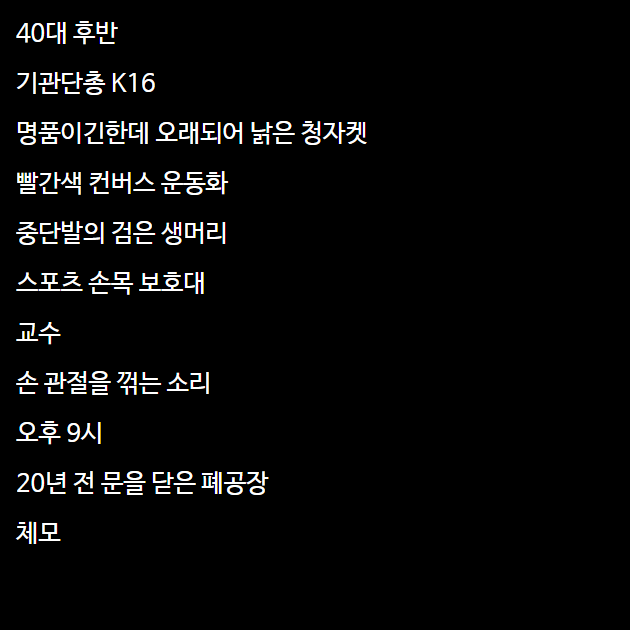 40대 후반
기관단총 K16
명품이긴한데 오래되어 낡은 청자켓
빨간색 컨버스 운동화
중단발의 검은 생머리
스포츠 손목 보호대
교수
손 관절을 꺾는 소리
오후 9시
20년 전 문을 닫은 폐공장
체모